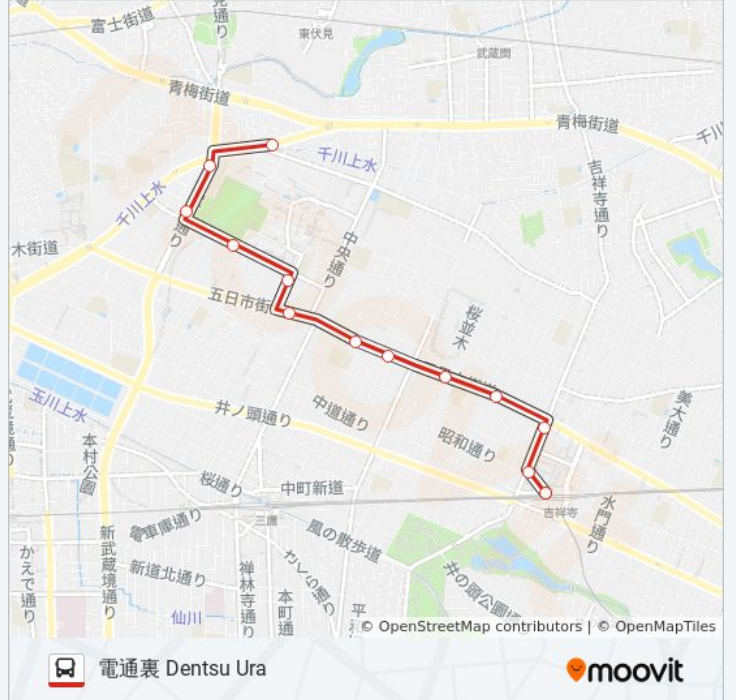 富士街道
東伏見
武蔵関
青梅街道
青梅街道
千川上水
吉祥寺通り
千川上水
中央通り
木街道
五日市街
桜並木
玉川上水
井ノ頭通り
中道通り
昭和通り
美大通り
本村公園
桜通り
中町新道
三鷹
吉祥寺
水門通り
電車庫通り
風の散歩道
かえで通り
新武蔵境通り
新道北通り
禅林寺通り
本町通
むらさき橋通り
井の頭公園通
仙川
© OpenStreetMap contributors | © OpenMapTiles
電通裏 Dentsu Ura
moovit